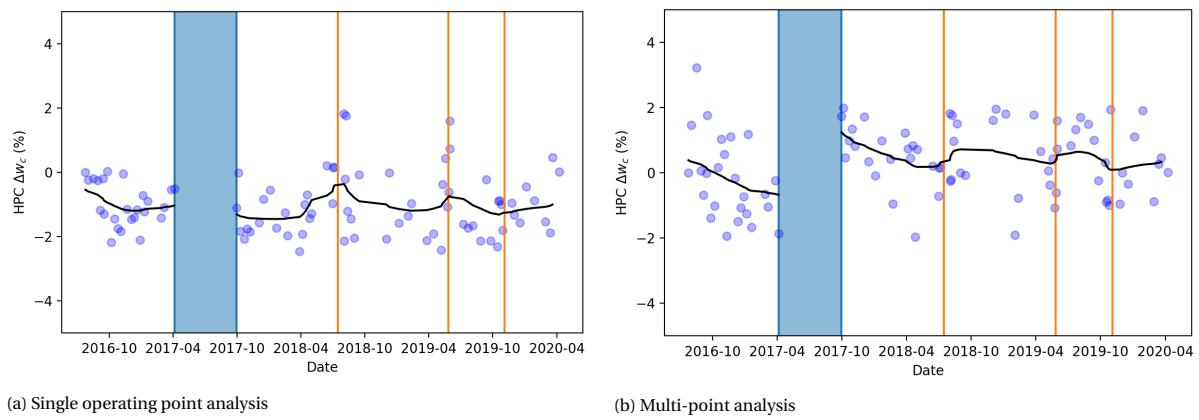 4
2
0
−2
−4
HPC Δw_c (%)
2016-10 2017-04 2017-10 2018-04 2018-10 2019-04 2019-10 2020-04
Date
(a) Single operating point analysis
4
2
0
−2
−4
HPC Δw_c (%)
2016-10 2017-04 2017-10 2018-04 2018-10 2019-04 2019-10 2020-04
Date
(b) Multi-point analysis